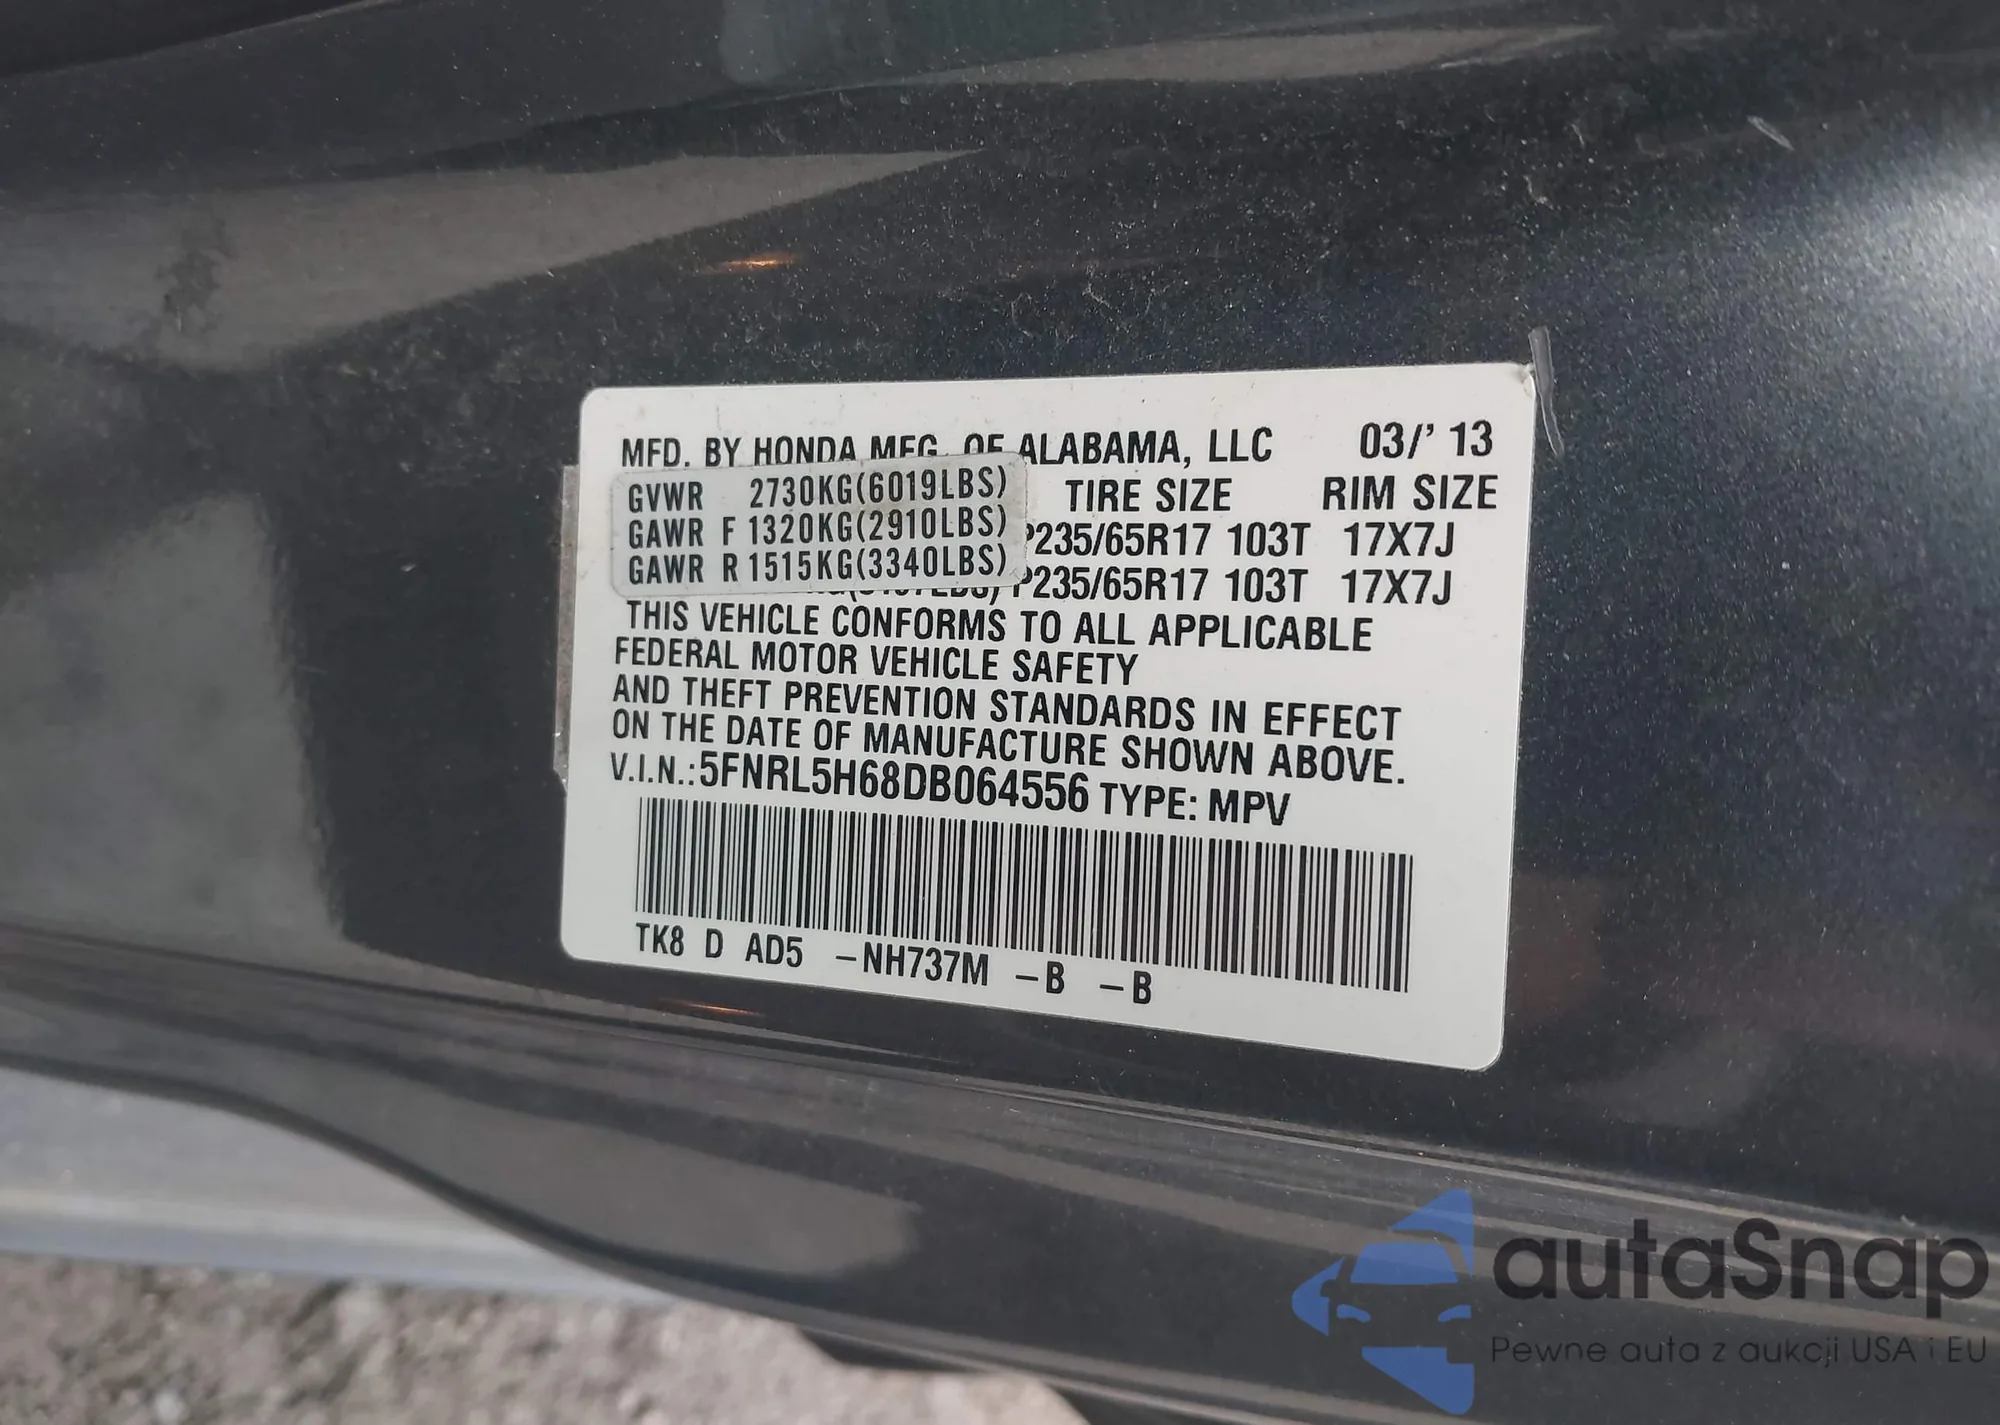 MFD. BY HONDA MFG. OF ALABAMA, LLC 03/' 13
GVWR 2730KG(6019LBS) TIRE SIZE RIM SIZE
GAWR F 1320KG(2910LBS) P235/65R17 103T 17X7J
GAWR R 1515KG(3340LBS) P235/65R17 103T 17X7J
THIS VEHICLE CONFORMS TO ALL APPLICABLE
FEDERAL MOTOR VEHICLE SAFETY
AND THEFT PREVENTION STANDARDS IN EFFECT
ON THE DATE OF MANUFACTURE SHOWN ABOVE.
V.I.N.:5FNRL5H68DB064556 TYPE: MPV
TK8 D AD5 -NH737M -B -B
autaSnap
Pewne auta z aukcji USA i EU